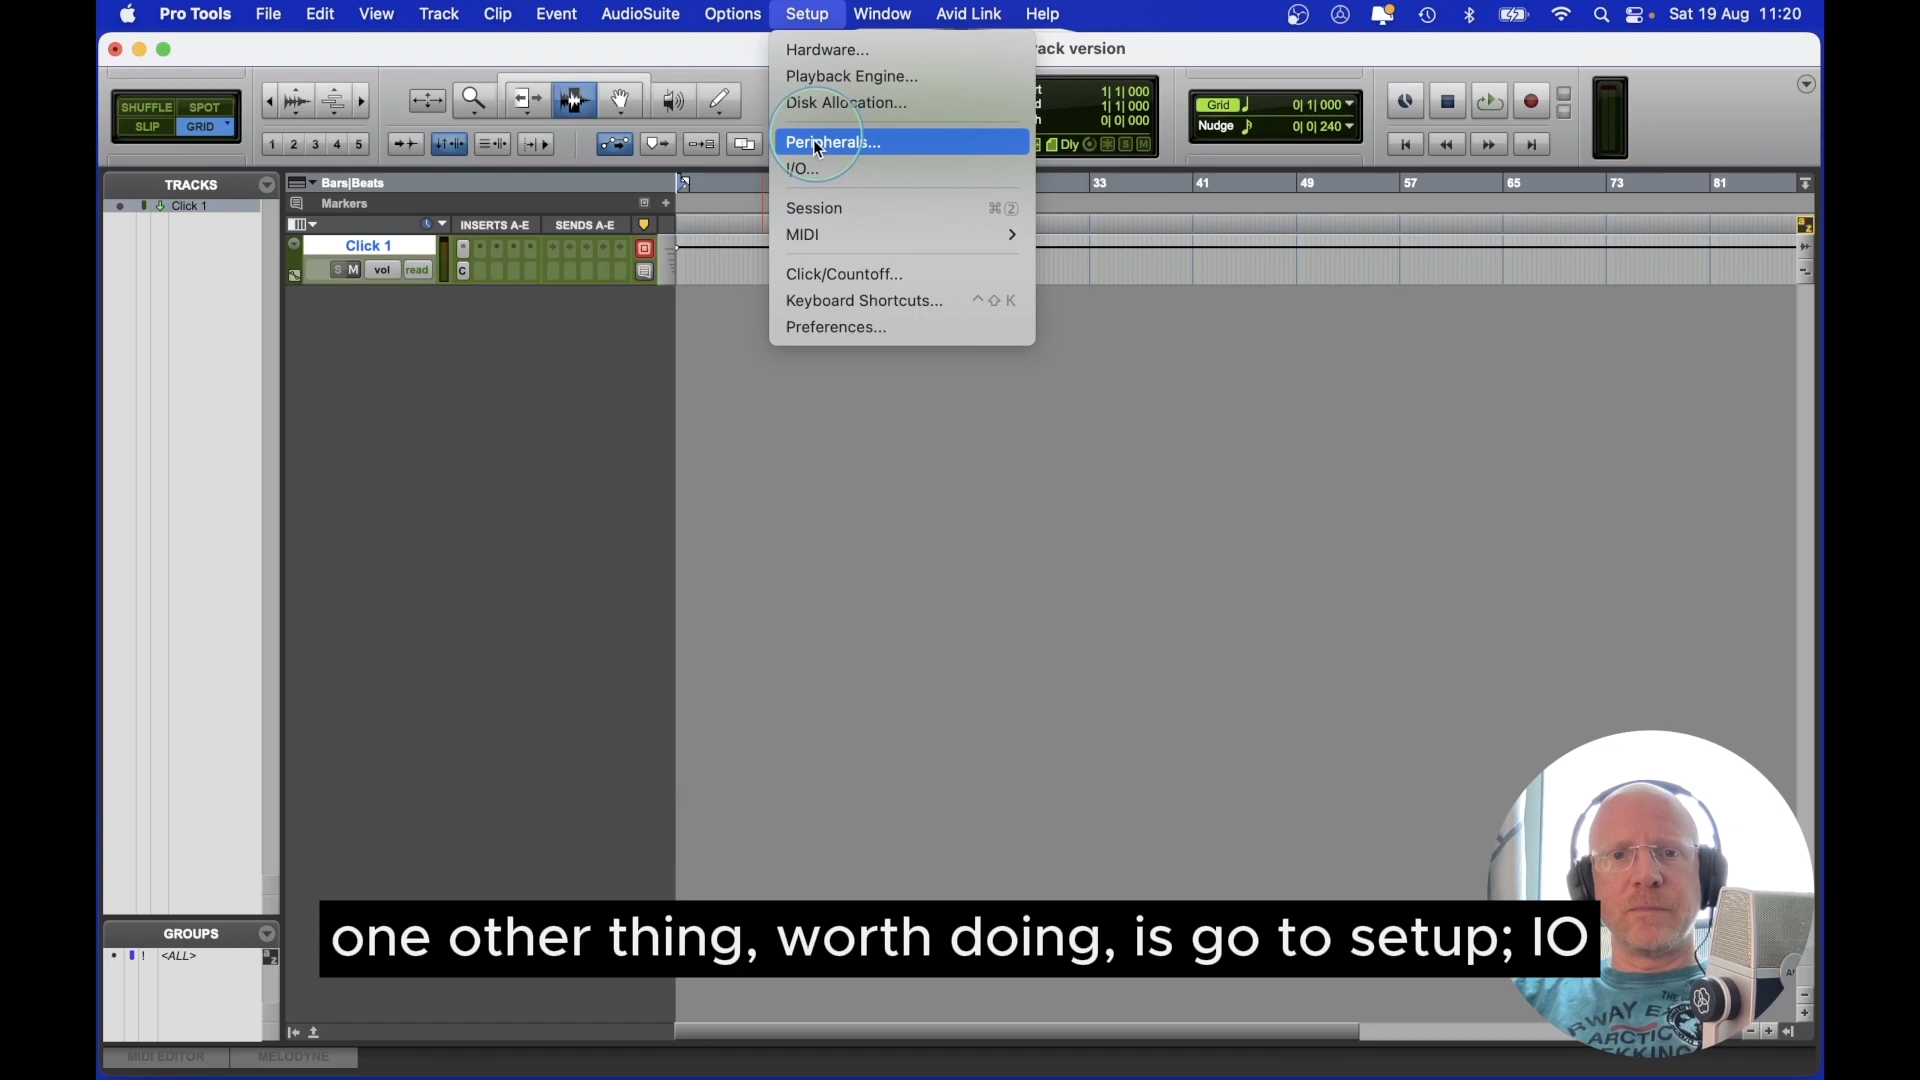 Pro Tools File Edit View Track Clip Event AudioSuite Options Setup Window Avid Link Help Sat 19 Aug 11:20
ack version
Hardware...
Playback Engine...
Disk Allocation...
Peripherals...
I/O...
Session ⌘2
MIDI
Click/Countoff...
Keyboard Shortcuts... ^⇧K
Preferences...
SHUFFLE SPOT
SLIP GRID
1 2 3 4 5
1| 1| 000
1| 1| 000
0| 0| 000
Dly
S M
Grid 0| 1| 000
Nudge 0| 0| 240
TRACKS
Click 1
Bars|Beats
33 41 49 57 65 73 81
Markers
INSERTS A-E SENDS A-E
Click 1
S M vol read
C
a z
GROUPS
! <ALL>
a z
one other thing, worth doing, is go to setup; IO
THE
RWAY E
ARCTIC
EKKING
MIDI EDITOR MELODYNE